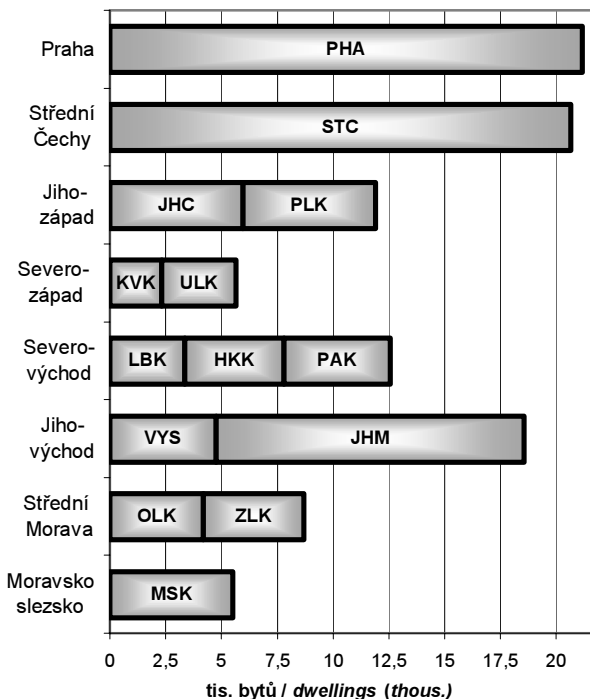 Praha
PHA
Střední
Čechy
STC
Jiho-
západ
JHC PLK
Severo-
západ
KVK ULK
Severo-
východ
LBK HKK PAK
Jiho-
východ
VYS JHM
Střední
Morava
OLK ZLK
Moravsko
slezsko
MSK
0 2,5 5 7,5 10 12,5 15 17,5 20
tis. bytů / dwellings (thous.)